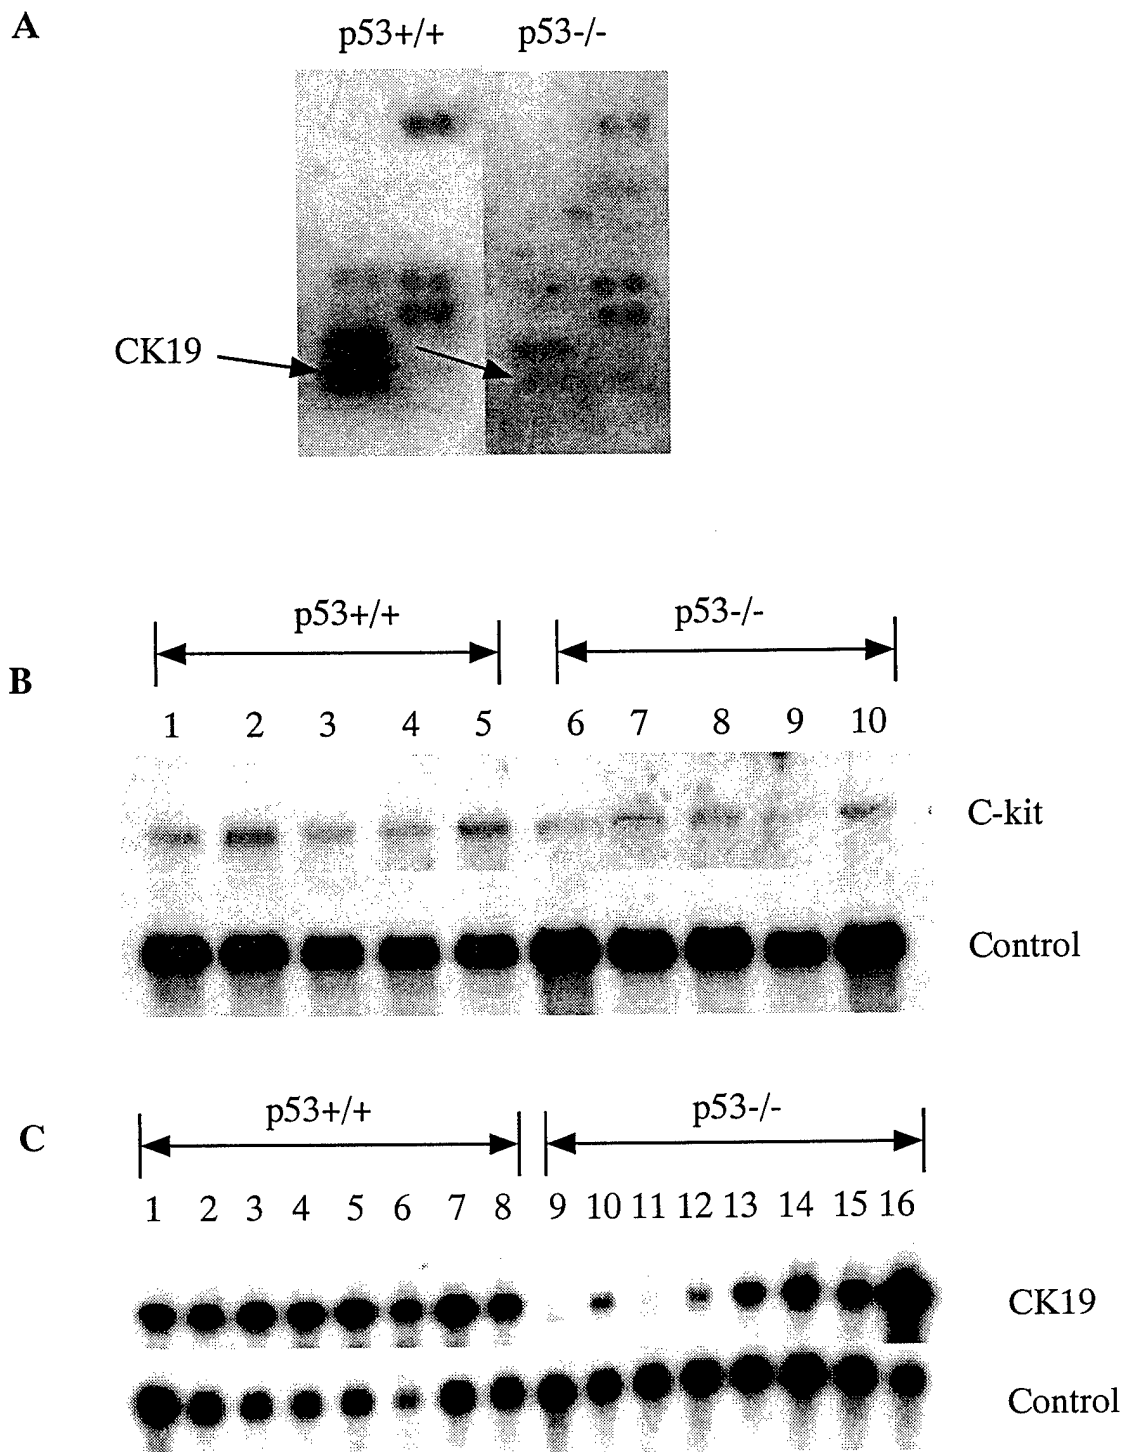 A
p53+/+ p53-/-
CK19
p53+/+ p53-/-
B
1 2 3 4 5 6 7 8 9 10
C-kit
Control
p53+/+ p53-/-
C
1 2 3 4 5 6 7 8 9 10 11 12 13 14 15 16
CK19
Control